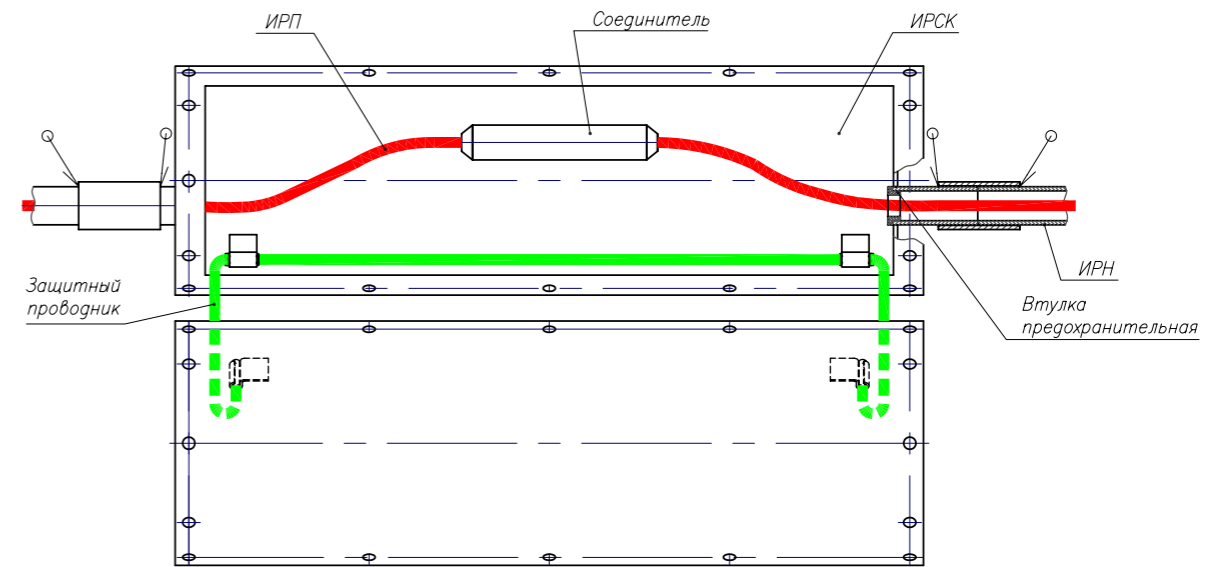 ИРП
Соединитель
ИРСК
Защитный
проводник
ИРН
Втулка
предохранительная